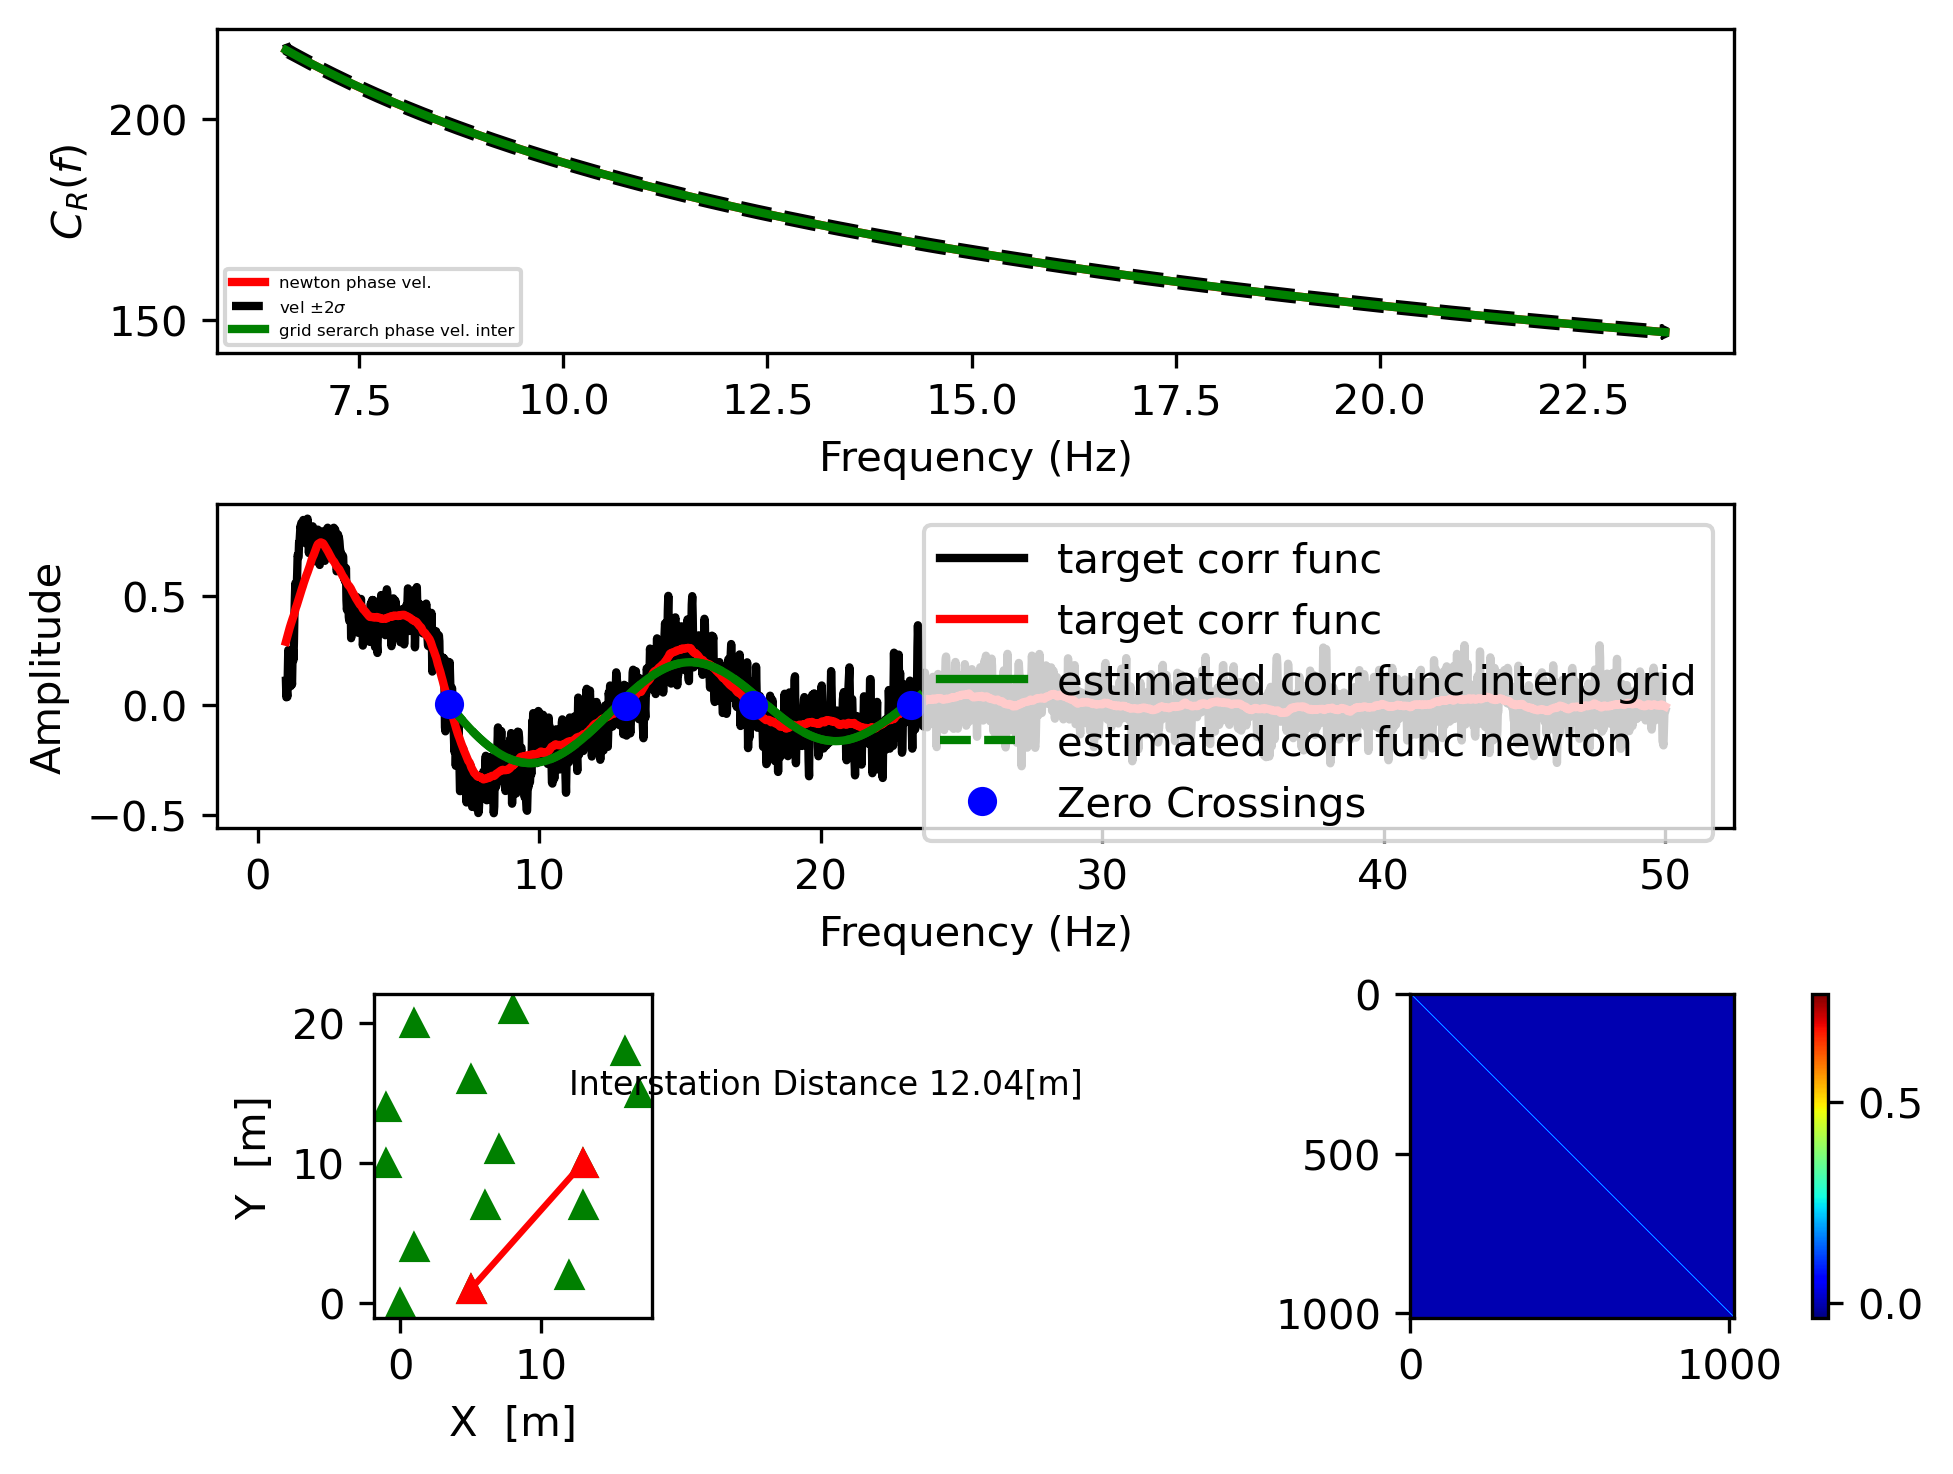 200
150
C_R(f)
newton phase vel.
vel ±2σ
grid serarch phase vel. inter
7.5 10.0 12.5 15.0 17.5 20.0 22.5
Frequency (Hz)
0.5
0.0
−0.5
Amplitude
target corr func
target corr func
estimated corr func interp grid
estimated corr func newton
Zero Crossings
0 10 20 30 40 50
Frequency (Hz)
20
10
0
Y [m]
Interstation Distance 12.04[m]
0 10
X [m]
0
500
1000
0 1000
0.5
0.0